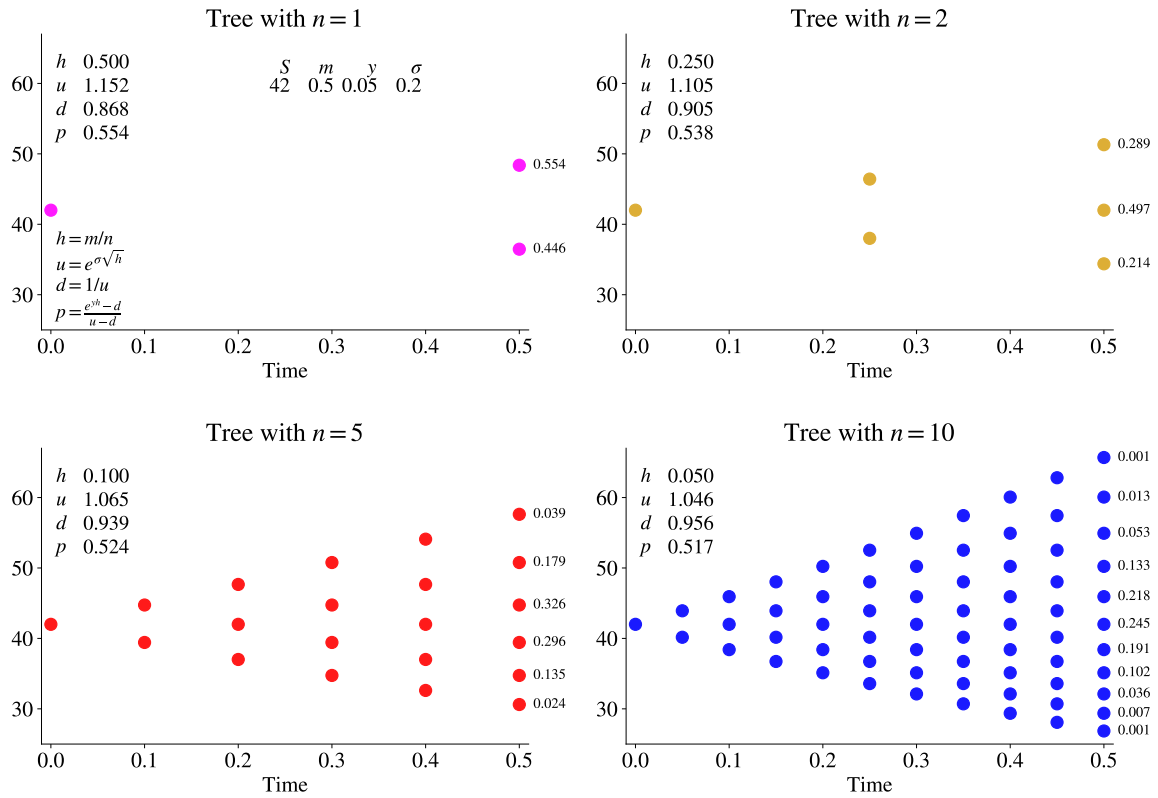 Tree with n = 1
h 0.500
u 1.152
d 0.868
p 0.554
S m y σ
42 0.5 0.05 0.2
60
50
40
30
0.554
0.446
h = m/n
u = e^{σ√h}
d = 1/u
p = \frac{e^{yh} − d}{u − d}
0.0 0.1 0.2 0.3 0.4 0.5
Time
Tree with n = 2
h 0.250
u 1.105
d 0.905
p 0.538
60
50
40
30
0.289
0.497
0.214
0.0 0.1 0.2 0.3 0.4 0.5
Time
Tree with n = 5
h 0.100
u 1.065
d 0.939
p 0.524
60
50
40
30
0.039
0.179
0.326
0.296
0.135
0.024
0.0 0.1 0.2 0.3 0.4 0.5
Time
Tree with n = 10
h 0.050
u 1.046
d 0.956
p 0.517
60
50
40
30
0.001
0.013
0.053
0.133
0.218
0.245
0.191
0.102
0.036
0.007
0.001
0.0 0.1 0.2 0.3 0.4 0.5
Time